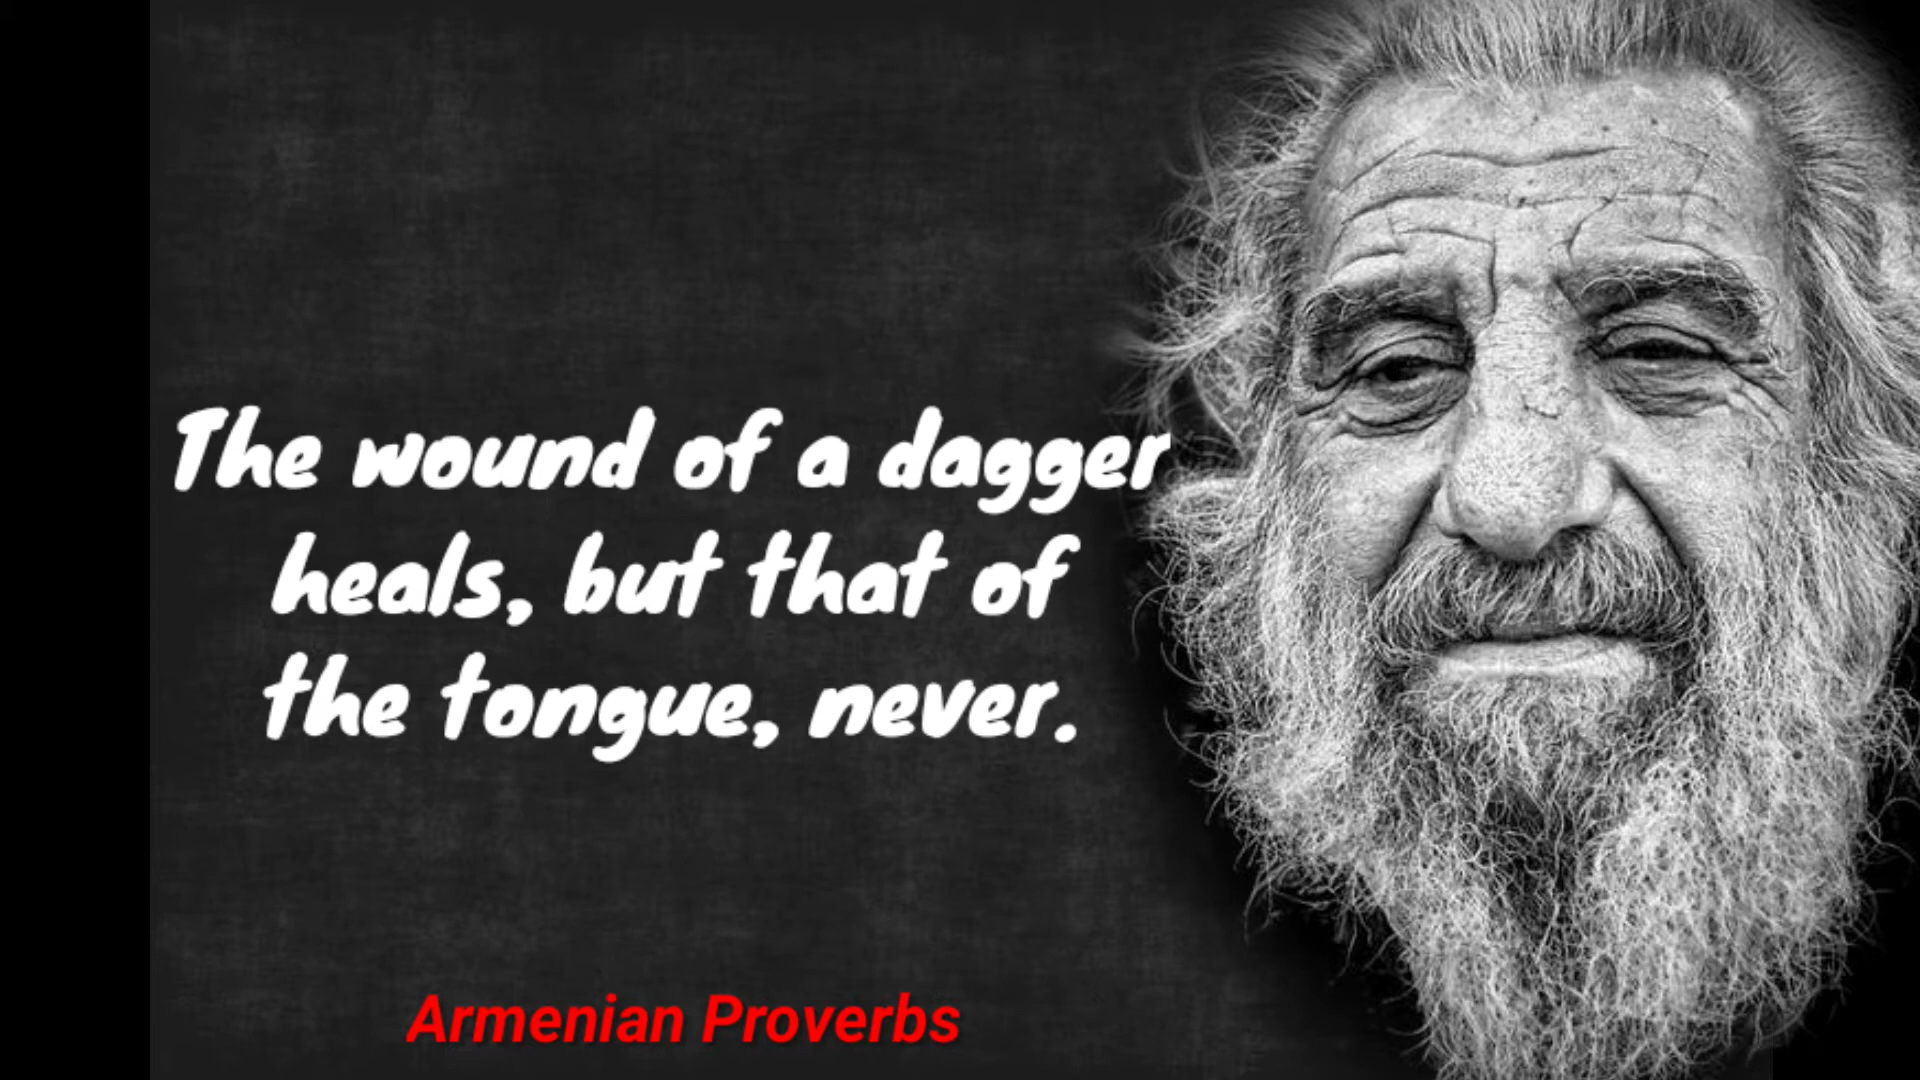 The wound of a dagger
heals, but that of
the tongue, never.
Armenian Proverbs